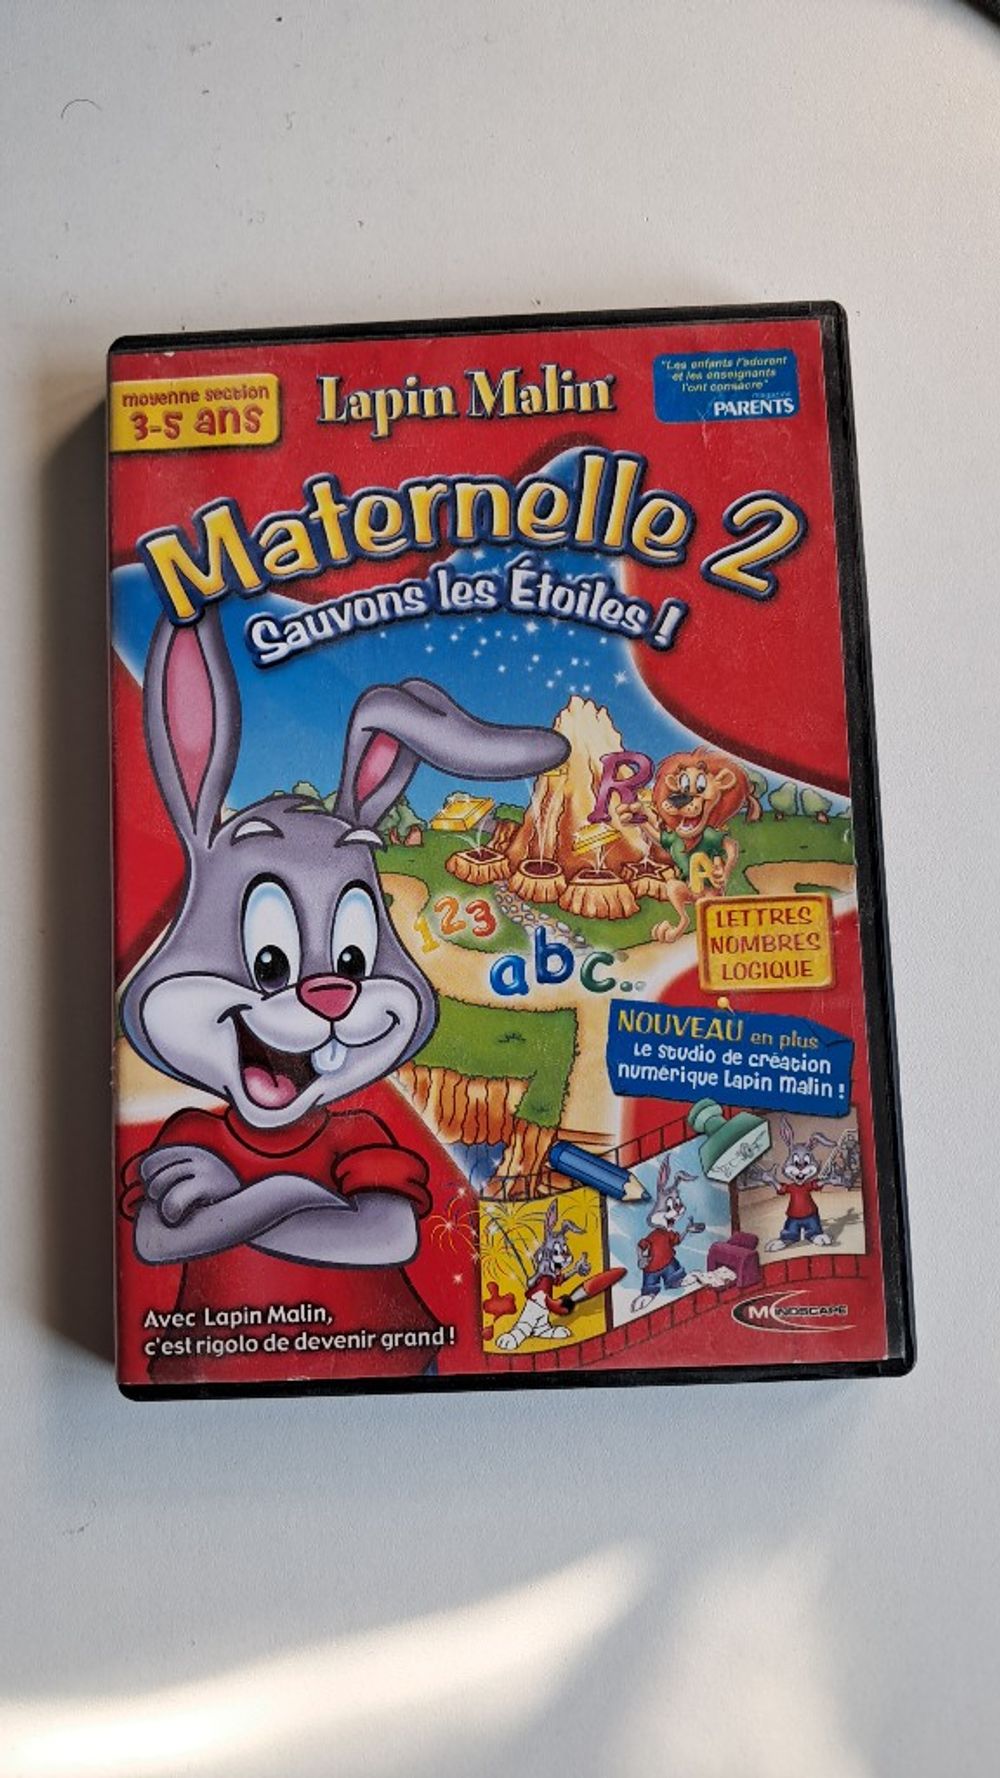 moyenne section
3-5 ans
Lapin Malin
"Les enfants l'adorent
et les enseignants
l'ont consacré"
magazine
PARENTS
Maternelle 2
Sauvons les Étoiles !
R
A
123
abc...
LETTRES
NOMBRES
LOGIQUE
NOUVEAU en plus
Le studio de création
numérique Lapin Malin !
Avec Lapin Malin,
c'est rigolo de devenir grand !
MINDSCAPE